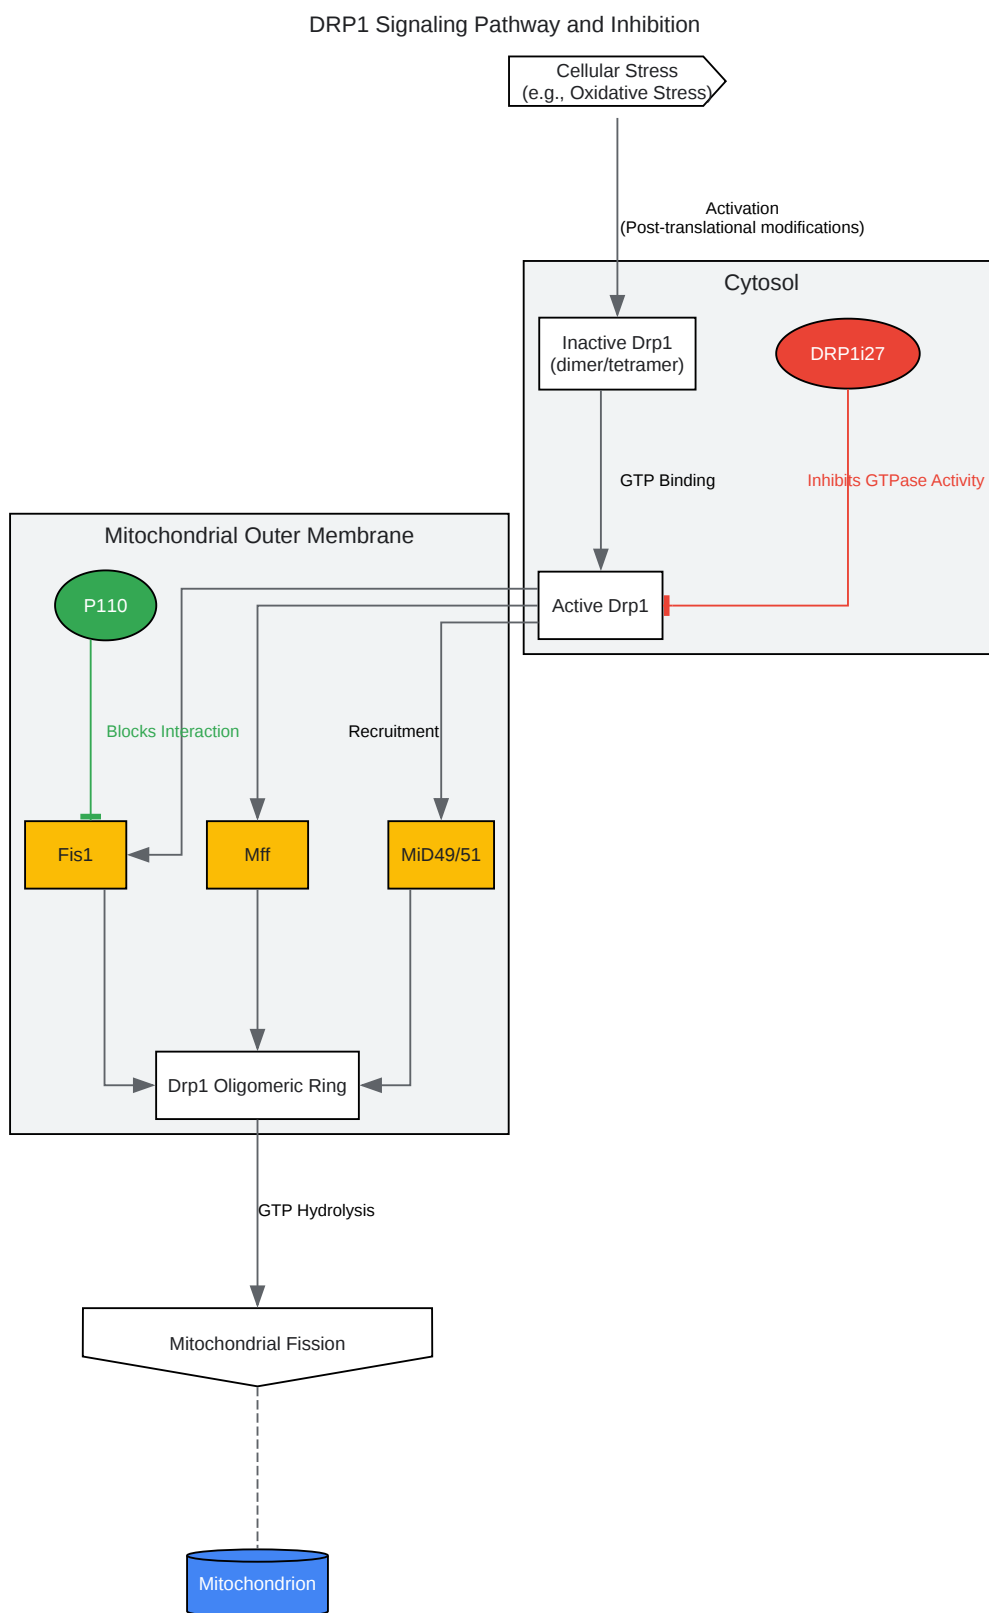 DRP1 Signaling Pathway and Inhibition
Cellular Stress
(e.g., Oxidative Stress)
Activation
(Post-translational modifications)
Cytosol
Inactive Drp1
(dimer/tetramer)
DRP1i27
GTP Binding
Inhibits GTPase Activity
Mitochondrial Outer Membrane
P110
Active Drp1
Blocks Interaction
Recruitment
Fis1
Mff
MiD49/51
Drp1 Oligomeric Ring
GTP Hydrolysis
Mitochondrial Fission
Mitochondrion